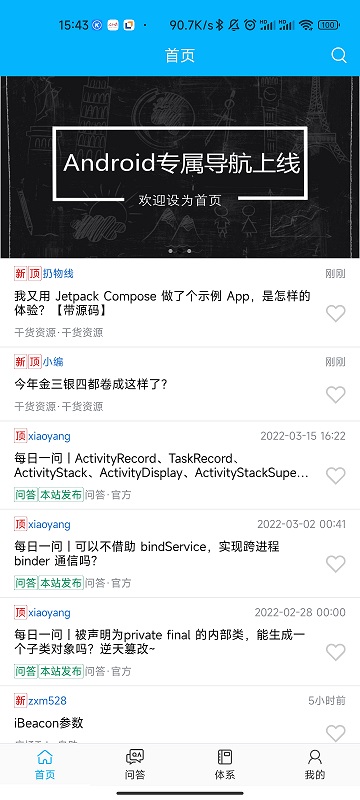 15:43
90.7K/s
100
首页
Android专属导航上线
欢迎设为首页
新 顶 扔物线 刚刚
我又用 Jetpack Compose 做了个示例 App，是怎样的
体验？【带源码】
干货资源·干货资源
新 顶 小编 刚刚
今年金三银四都卷成这样了？
干货资源·干货资源
顶 xiaoyang 2022-03-15 16:22
每日一问 | ActivityRecord、TaskRecord、
ActivityStack、ActivityDisplay、ActivityStackSupe...
问答 本站发布 问答·官方
顶 xiaoyang 2022-03-02 00:41
每日一问 | 可以不借助 bindService，实现跨进程
binder 通信吗？
问答 本站发布 问答·官方
顶 xiaoyang 2022-02-28 00:00
每日一问 | 被声明为private final 的内部类，能生成一
个子类对象吗？逆天篡改~
问答 本站发布 问答·官方
新 zxm528 5小时前
iBeacon参数
首页 问答 体系 我的